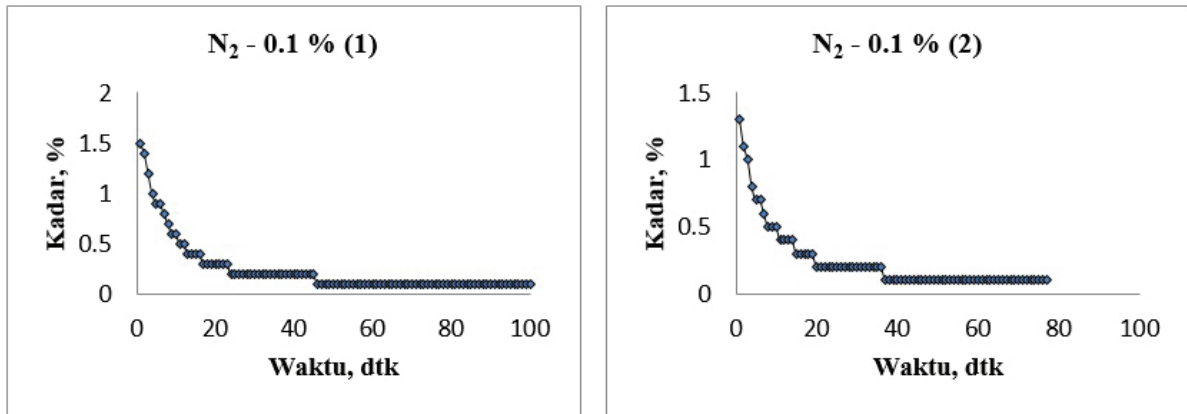 N₂ - 0.1 % (1)
2
1.5
1
0.5
0
Kadar, %
0 20 40 60 80 100
Waktu, dtk
N₂ - 0.1 % (2)
1.5
1
0.5
0
Kadar, %
0 20 40 60 80 100
Waktu, dtk